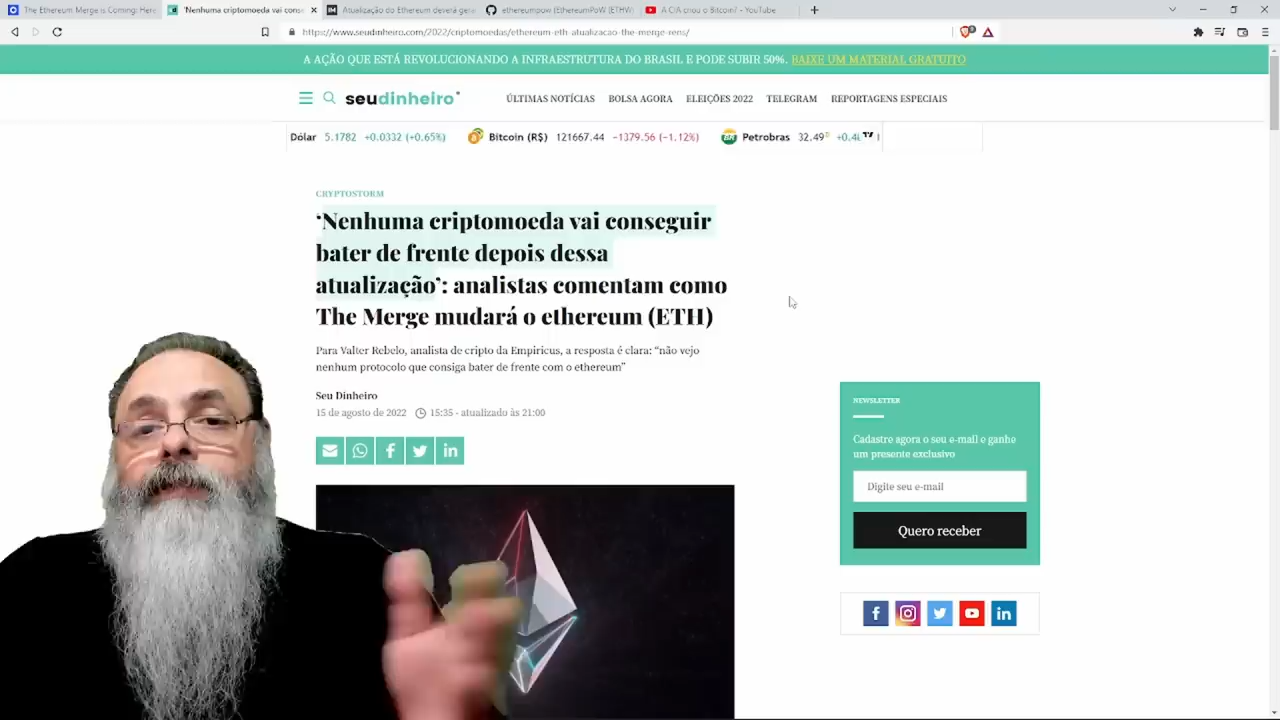 The Ethereum Merge is Coming: Here
'Nenhuma criptomoeda vai cons
Atualização do Ethereum deverá gerar
ethereumpow (EthereumPoW (ETHW)
A C/A criou o Bitcoin? - YouTube
https://www.seudinheiro.com/2022/criptomoedas/ethereum-eth-atualizacao-the-merge-rens/
A AÇÃO QUE ESTÁ REVOLUCIONANDO A INFRAESTRUTURA DO BRASIL E PODE SUBIR 50%. BAIXE UM MATERIAL GRATUITO
seudinheiro
ÚLTIMAS NOTÍCIAS BOLSA AGORA ELEIÇÕES 2022 TELEGRAM REPORTAGENS ESPECIAIS
Dólar 5.1782 +0.0332 (+0.65%) Bitcoin (R$) 121667.44 −1379.56 (−1.12%) Petrobras 32.49 +0.4
CRYPTOSTORM
‘Nenhuma criptomoeda vai conseguir
bater de frente depois dessa
atualização’: analistas comentam como
The Merge mudará o ethereum (ETH)
Para Valter Rebelo, analista de cripto da Empiricus, a resposta é clara: “não vejo
nenhum protocolo que consiga bater de frente com o ethereum”
Seu Dinheiro
15 de agosto de 2022 15:35 - atualizado às 21:00
NEWSLETTER
Cadastre agora o seu e-mail e ganhe
um presente exclusivo
Digite seu e-mail
Quero receber